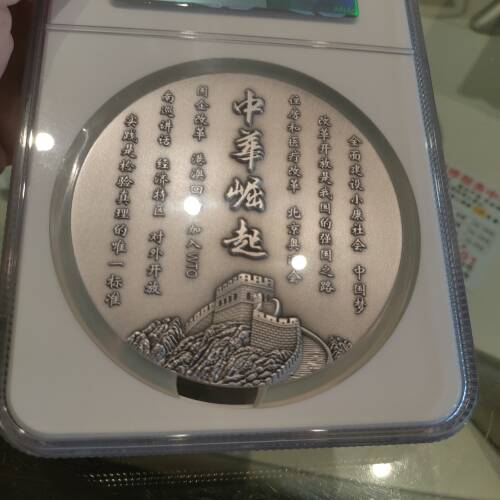 实践是检验真理的唯一标准
南巡讲话 经济特区 对外开放
国企改革 港澳回 加入WTO
中华崛起
住房和医疗改革 北京奥 会
改革开放是我国的强国之路
全面建设小康社会 中国梦